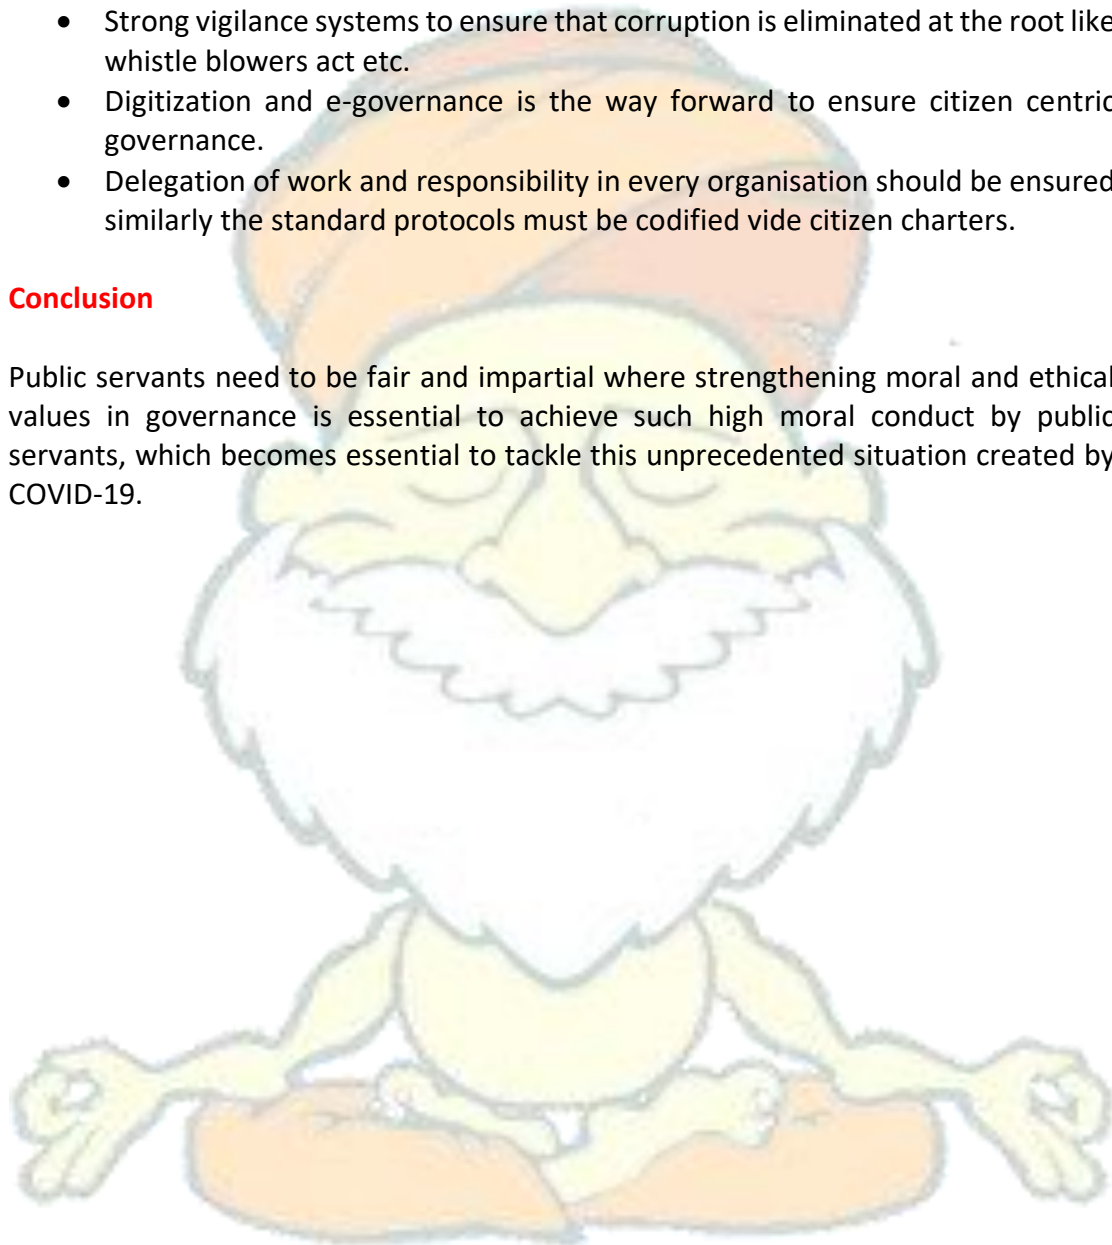 • Strong vigilance systems to ensure that corruption is eliminated at the root like
whistle blowers act etc.
• Digitization and e-governance is the way forward to ensure citizen centric
governance.
• Delegation of work and responsibility in every organisation should be ensured
similarly the standard protocols must be codified vide citizen charters.
Conclusion
Public servants need to be fair and impartial where strengthening moral and ethical
values in governance is essential to achieve such high moral conduct by public
servants, which becomes essential to tackle this unprecedented situation created by
COVID-19.